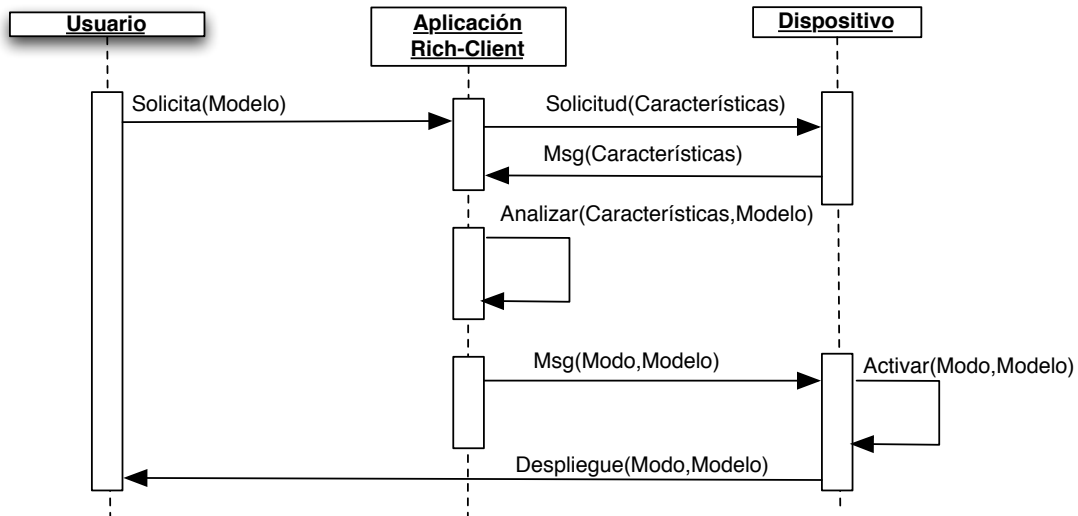 Usuario
Aplicación
Rich-Client
Dispositivo
Solicita(Modelo)
Solicitud(Características)
Msg(Características)
Analizar(Características,Modelo)
Msg(Modo,Modelo)
Activar(Modo,Modelo)
Despliegue(Modo,Modelo)